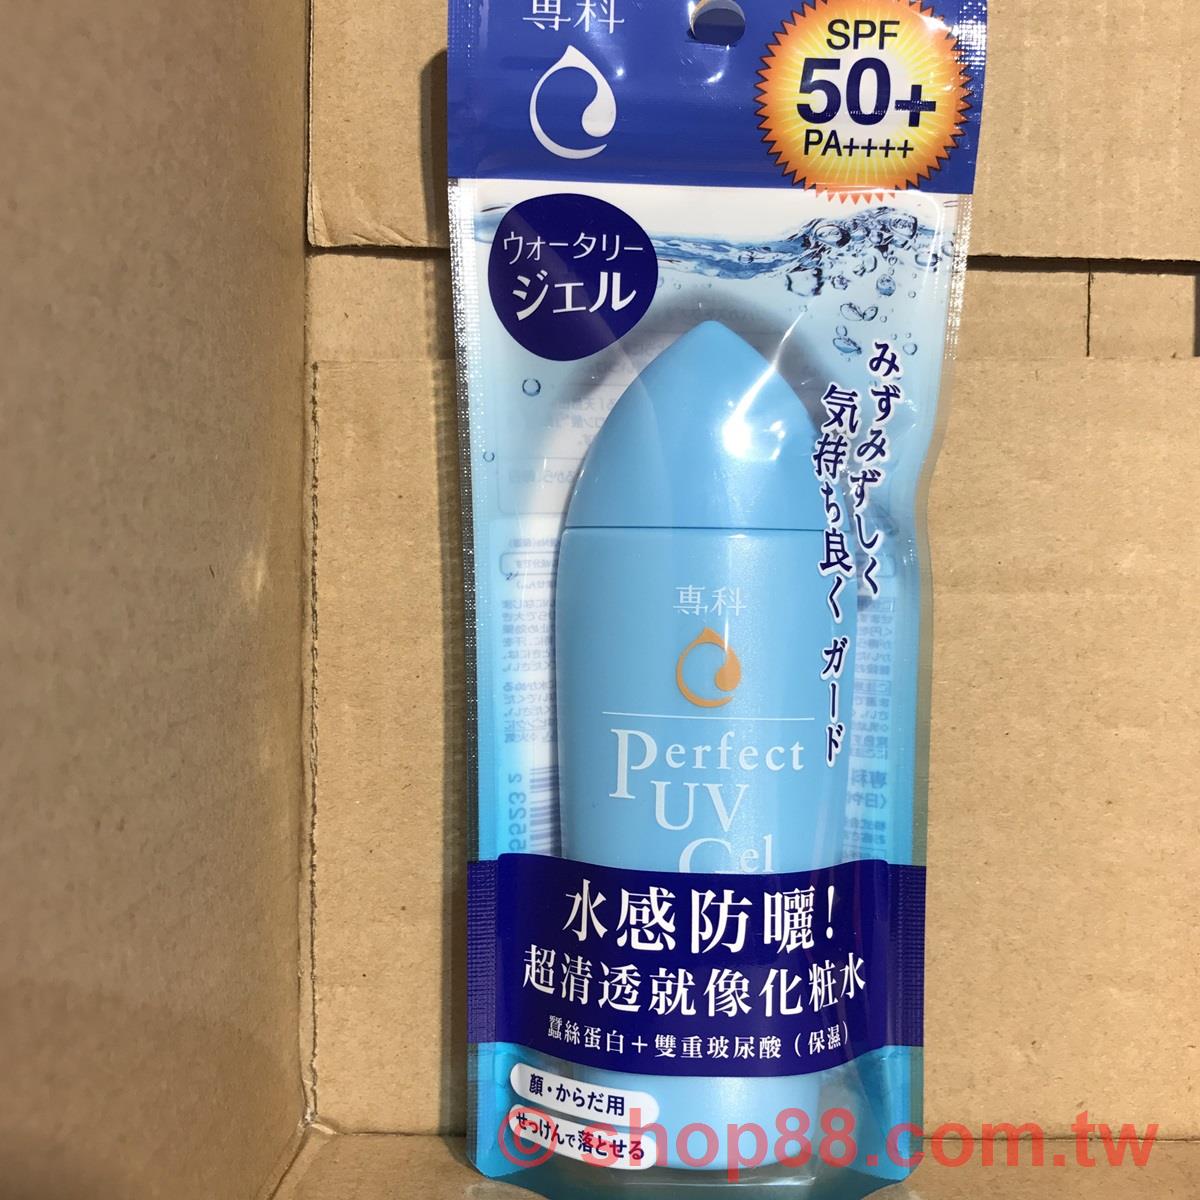 専科
SPF
50+
PA++++
ウォータリー
ジェル
みずみずしく
気持ち良く ガード
専科
Perfect
UV
Gel
水感防曬!
超清透就像化粧水
蠶絲蛋白+雙重玻尿酸(保濕)
顔・からだ用
せっけんで落とせる
© shop88.com.tw